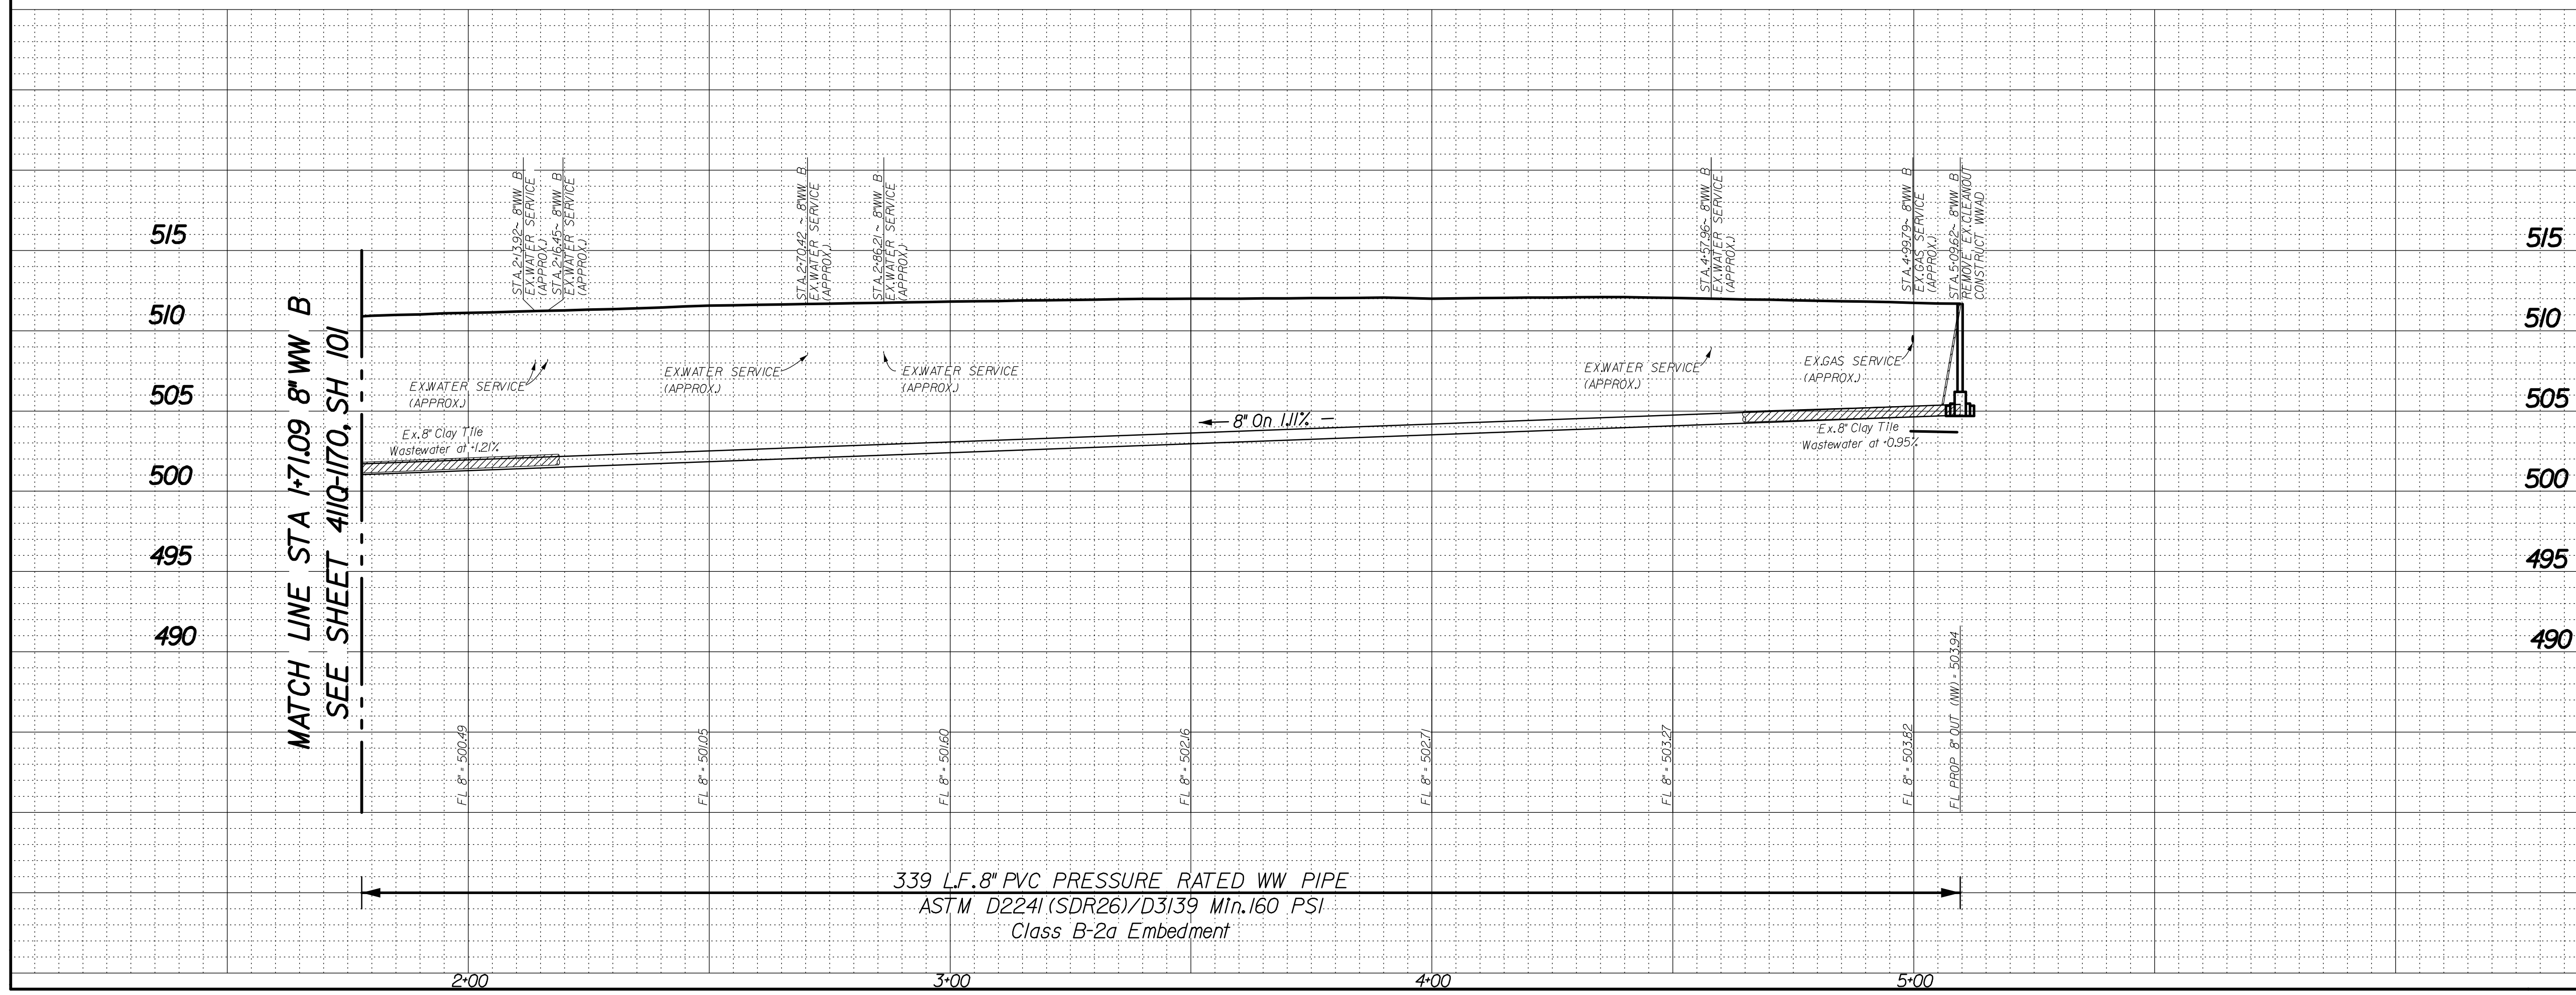 STA. 2+13.92~ 8"WW B
EX.WATER SERVICE
(APPROX.)
STA. 2+16.45~ 8"WW B
EX.WATER SERVICE
(APPROX.)
STA. 2+70.42 ~ 8"WW B
EX.WATER SERVICE
(APPROX.)
STA. 2+86.21 ~ 8"WW B
EX.WATER SERVICE
(APPROX.)
STA. 4+57.96~ 8"WW B
EX.WATER SERVICE
(APPROX.)
STA. 4+99.79~ 8"WW B
EX.GAS SERVICE
(APPROX.)
STA. 5+09.62~ 8"WW B
REMOVE EX.CLEANOUT
CONSTRUCT WWAD
515
515
510
510
505
505
500
500
495
495
490
490
MATCH LINE STA 1+71.09 8"WW B
SEE SHEET 411Q-1170, SH 101
EX.WATER SERVICE
(APPROX.)
EX.WATER SERVICE
(APPROX.)
EX.WATER SERVICE
(APPROX.)
EX.WATER SERVICE
(APPROX.)
EX.GAS SERVICE
(APPROX.)
8" On 1.11%
Ex.8" Clay Tile
Wastewater at +1.21%
Ex.8" Clay Tile
Wastewater at +0.95%
FL 8" = 500.49
FL 8" = 501.05
FL 8" = 501.60
FL 8" = 502.16
FL 8" = 502.71
FL 8" = 503.27
FL 8" = 503.82
FL PROP 8" OUT (NW) = 503.94
339 L.F. 8" PVC PRESSURE RATED WW PIPE
ASTM D2241 (SDR26)/D3139 Min.160 PSI
Class B-2a Embedment
2+00
3+00
4+00
5+00